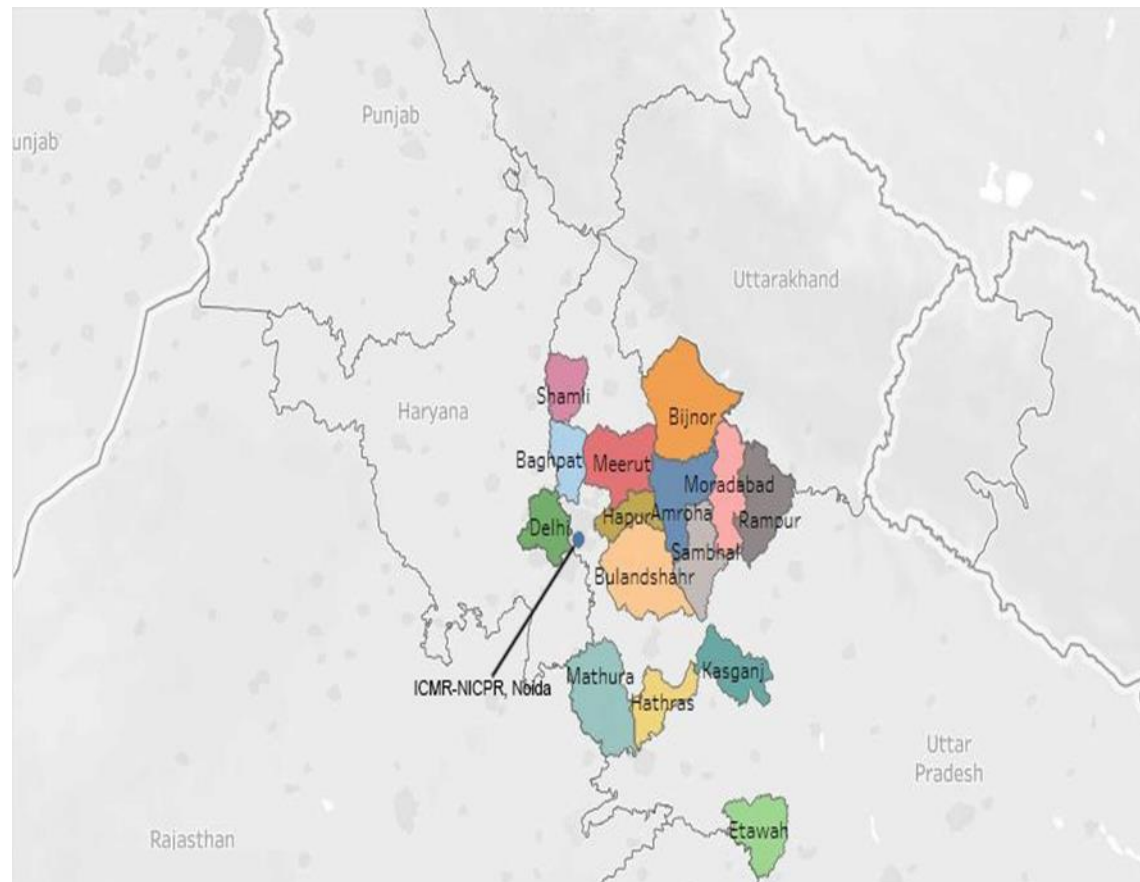 Punjab
unjab
Uttarakhand
Haryana
Shamli
Bijnor
Baghpat
Meerut
Moradabad
Delhi
Hapur
Amroha
Rampur
Sambhal
Bulandshahr
ICMR-NICPR, Noida
Mathura
Kasganj
Hathras
Uttar
Pradesh
Rajasthan
Etawah